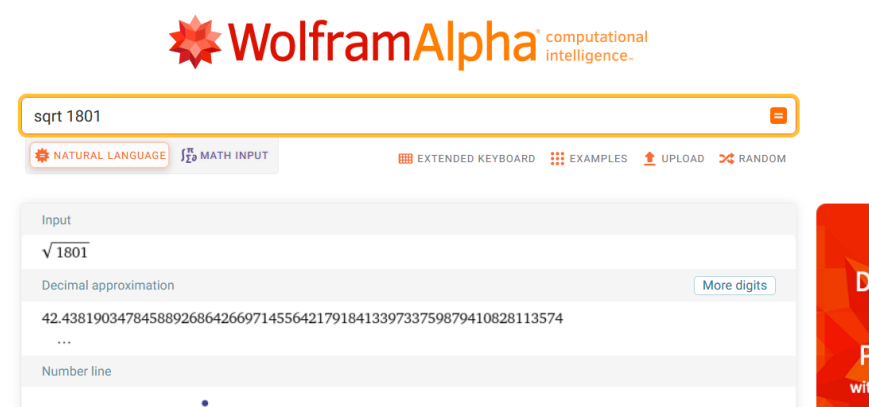 WolframAlpha computational intelligence™
sqrt 1801
NATURAL LANGUAGE MATH INPUT EXTENDED KEYBOARD EXAMPLES UPLOAD RANDOM
Input
√1801
Decimal approximation More digits
42.438190347845889268642669714556421791841339733759879410828113574
...
Number line